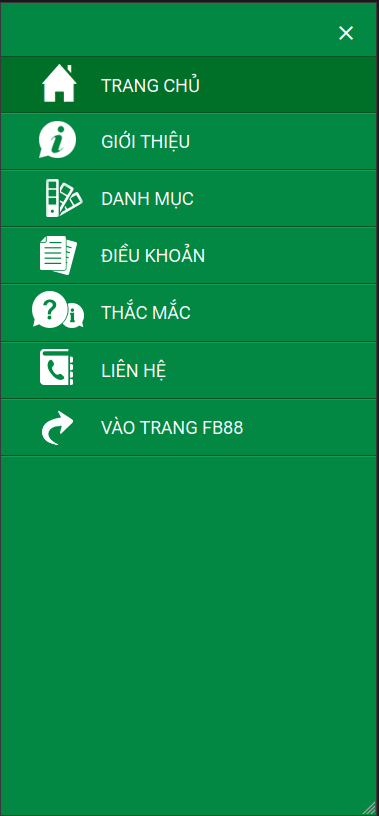 TRANG CHỦ
GIỚI THIỆU
DANH MỤC
ĐIỀU KHOẢN
THẮC MẮC
LIÊN HỆ
VÀO TRANG FB88